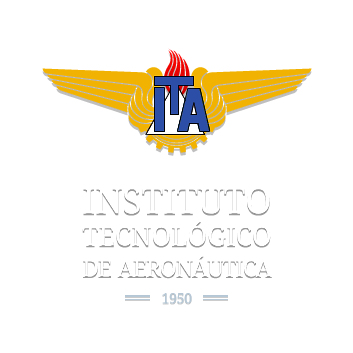 ITA
INSTITUTO
TECNOLÓGICO
DE AERONÁUTICA
1950